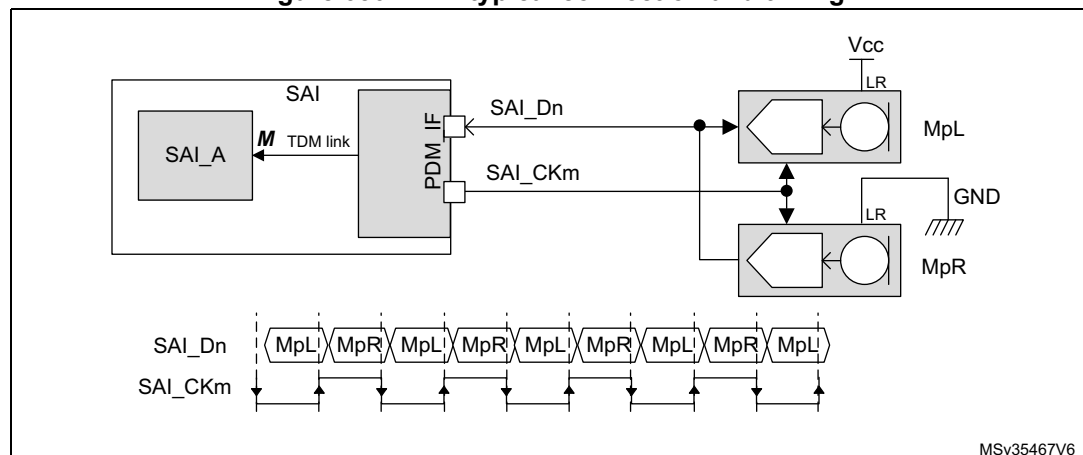 Vcc
LR
SAI
SAI_Dn
MpL
PDM_IF
SAI_A
M
TDM link
SAI_CKm
GND
LR
MpR
SAI_Dn
MpL MpR MpL MpR MpL MpR MpL MpR MpL
SAI_CKm
MSv35467V6